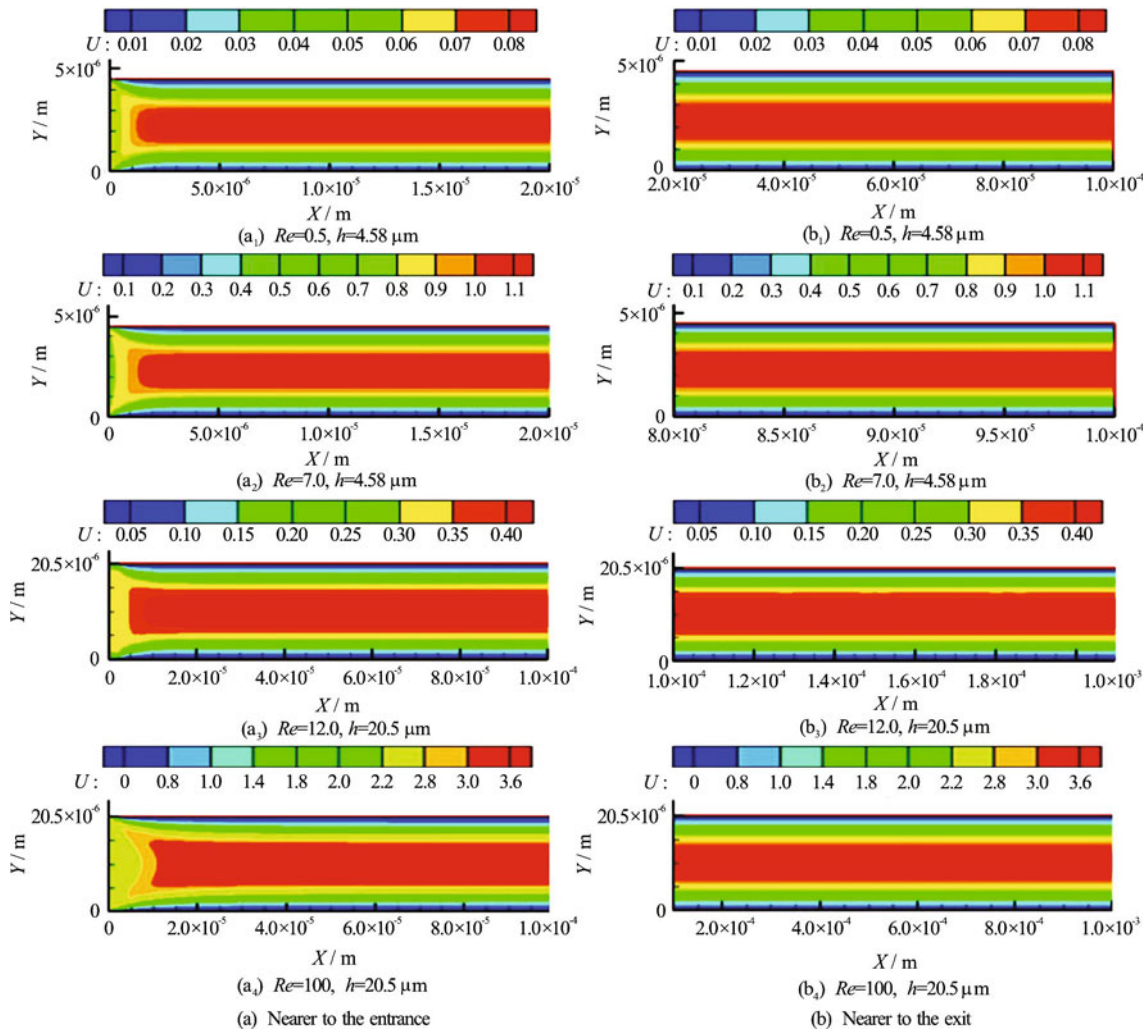 U : 0.01 0.02 0.03 0.04 0.05 0.06 0.07 0.08
5×10⁻⁶
Y / m
0
0 5.0×10⁻⁶ 1.0×10⁻⁵ 1.5×10⁻⁵ 2.0×10⁻⁵
X / m
(a₁) Re=0.5, h=4.58 μm
U : 0.01 0.02 0.03 0.04 0.05 0.06 0.07 0.08
5×10⁻⁶
Y / m
0
2.0×10⁻⁵ 4.0×10⁻⁵ 6.0×10⁻⁵ 8.0×10⁻⁵ 1.0×10⁻⁴
X / m
(b₁) Re=0.5, h=4.58 μm
U : 0.1 0.2 0.3 0.4 0.5 0.6 0.7 0.8 0.9 1.0 1.1
5×10⁻⁶
Y / m
0
0 5.0×10⁻⁶ 1.0×10⁻⁵ 1.5×10⁻⁵ 2.0×10⁻⁵
X / m
(a₂) Re=7.0, h=4.58 μm
U : 0.1 0.2 0.3 0.4 0.5 0.6 0.7 0.8 0.9 1.0 1.1
5×10⁻⁶
Y / m
0
8.0×10⁻⁵ 8.5×10⁻⁵ 9.0×10⁻⁵ 9.5×10⁻⁵ 1.0×10⁻⁴
X / m
(b₂) Re=7.0, h=4.58 μm
U : 0.05 0.10 0.15 0.20 0.25 0.30 0.35 0.40
20.5×10⁻⁶
Y / m
0
0 2.0×10⁻⁵ 4.0×10⁻⁵ 6.0×10⁻⁵ 8.0×10⁻⁵ 1.0×10⁻⁴
X / m
(a₃) Re=12.0, h=20.5 μm
U : 0.05 0.10 0.15 0.20 0.25 0.30 0.35 0.40
20.5×10⁻⁶
Y / m
0
1.0×10⁻⁴ 1.2×10⁻⁴ 1.4×10⁻⁴ 1.6×10⁻⁴ 1.8×10⁻⁴ 1.0×10⁻³
X / m
(b₃) Re=12.0, h=20.5 μm
U : 0 0.8 1.0 1.4 1.8 2.0 2.2 2.8 3.0 3.6
20.5×10⁻⁶
Y / m
0
0 2.0×10⁻⁵ 4.0×10⁻⁵ 6.0×10⁻⁵ 8.0×10⁻⁵ 1.0×10⁻⁴
X / m
(a₄) Re=100, h=20.5 μm
U : 0 0.8 1.0 1.4 1.8 2.0 2.2 2.8 3.0 3.6
20.5×10⁻⁶
Y / m
0
2.0×10⁻⁴ 4.0×10⁻⁴ 6.0×10⁻⁴ 8.0×10⁻⁴ 1.0×10⁻³
X / m
(b₄) Re=100, h=20.5 μm
(a) Nearer to the entrance
(b) Nearer to the exit